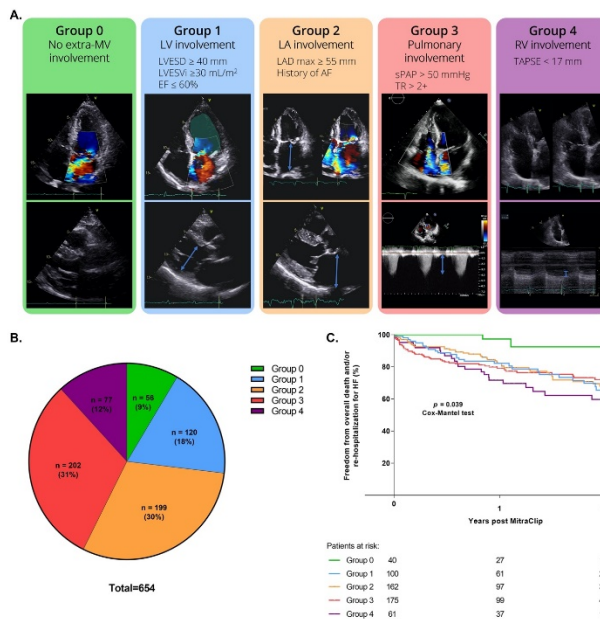 A.
Group 0
No extra-MV
involvement
Group 1
LV involvement
LVESD ≥ 40 mm
LVESVi ≥30 mL/m²
EF ≤ 60%
Group 2
LA involvement
LAD max ≥ 55 mm
History of AF
Group 3
Pulmonary
involvement
sPAP > 50 mmHg
TR > 2+
Group 4
RV involvement
TAPSE < 17 mm
B.
n = 77
(12%)
n = 56
(9%)
n = 120
(18%)
n = 202
(31%)
n = 199
(30%)
Total=654
Group 0
Group 1
Group 2
Group 3
Group 4
C.
Freedom from overall death and/or
re-hospitalization for HF (%)
100
80
60
40
20
0
1
p = 0.039
Cox-Mantel test
Years post MitraClip
Patients at risk:
Group 0 40 27
Group 1 100 61
Group 2 162 97
Group 3 175 99
Group 4 61 37